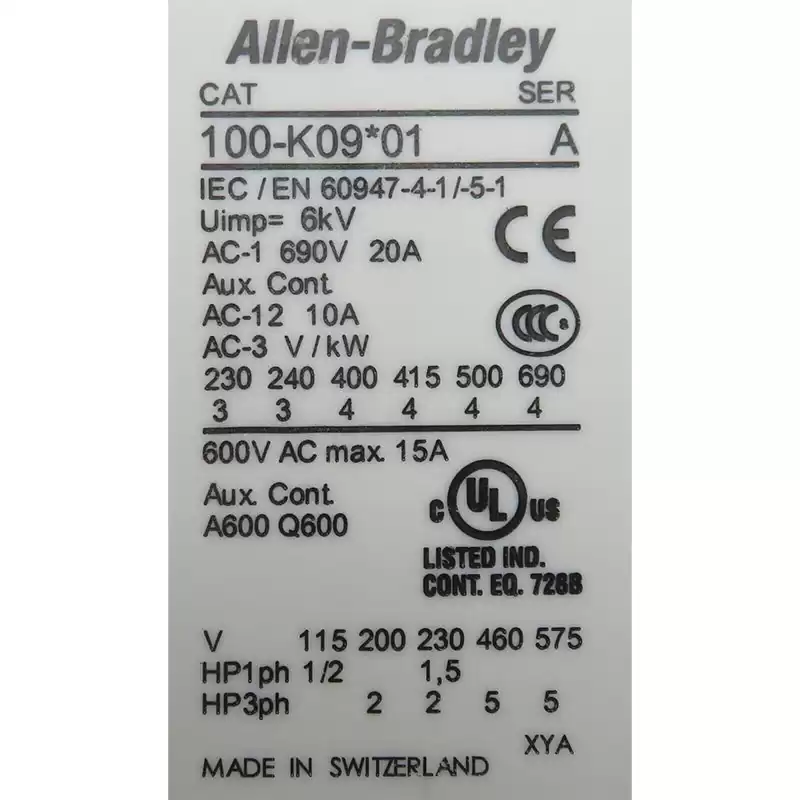 Allen-Bradley
CAT SER
100-K09*01 A
IEC / EN 60947-4-1/-5-1
Uimp= 6kV
CE
AC-1 690V 20A
Aux. Cont.
AC-12 10A
CCC S
AC-3 V / kW
230 240 400 415 500 690
3 3 4 4 4 4
600V AC max. 15A
Aux. Cont.
A600 Q600
C UL US
LISTED IND.
CONT. EQ. 728B
V 115 200 230 460 575
HP1ph 1/2 1,5
HP3ph 2 2 5 5
XYA
MADE IN SWITZERLAND